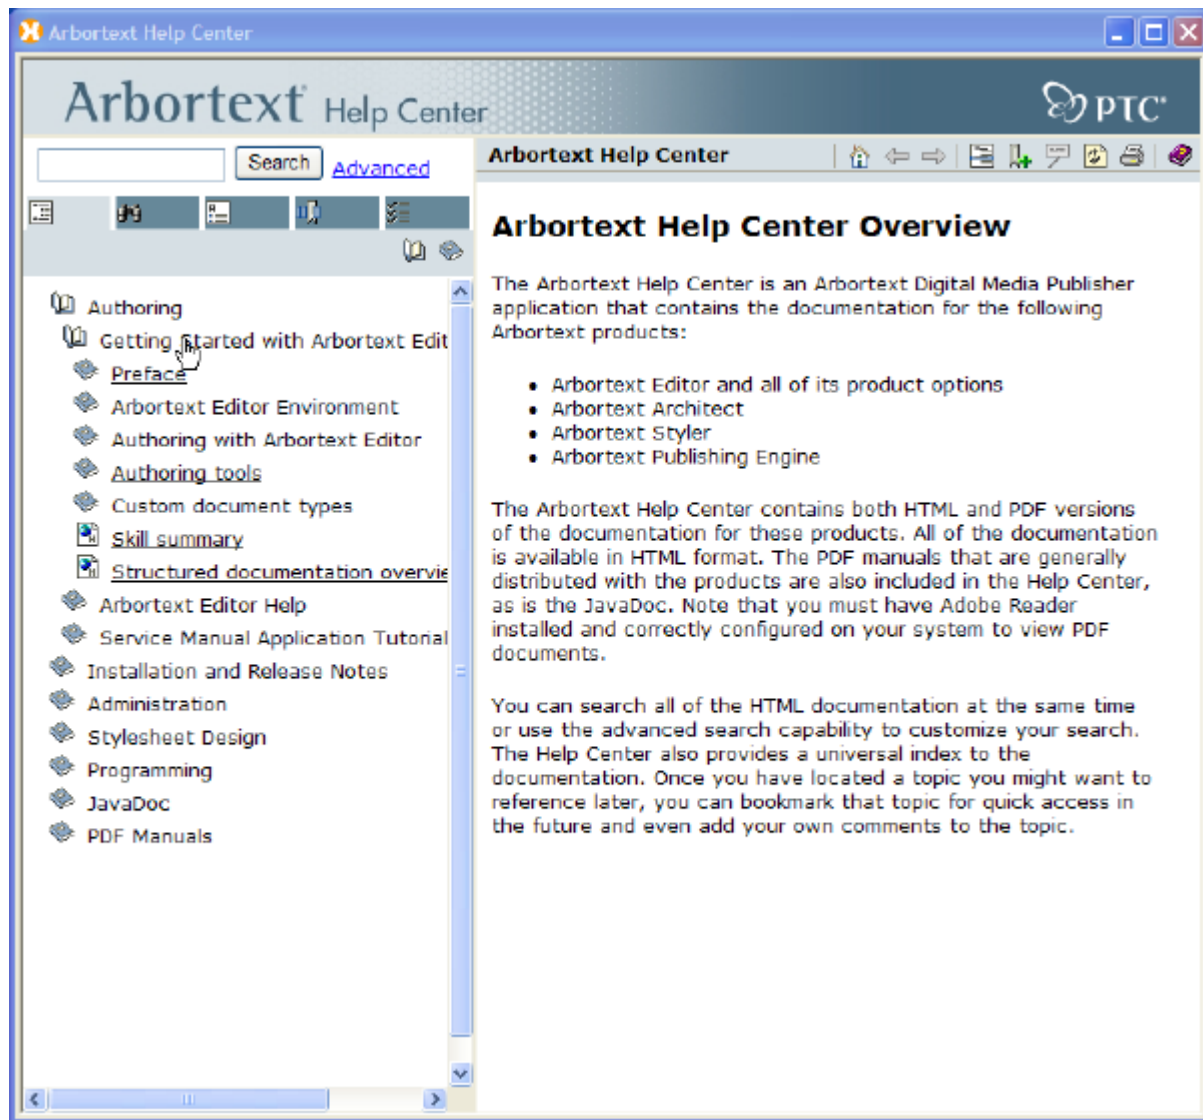 Arbortext Help Center
Arbortext Help Center
PTC
Search Advanced
Authoring
Getting Started with Arbortext Edit
Preface
Arbortext Editor Environment
Authoring with Arbortext Editor
Authoring tools
Custom document types
Skill summary
Structured documentation overvie
Arbortext Editor Help
Service Manual Application Tutorial
Installation and Release Notes
Administration
Stylesheet Design
Programming
JavaDoc
PDF Manuals
Arbortext Help Center
Arbortext Help Center Overview
The Arbortext Help Center is an Arbortext Digital Media Publisher
application that contains the documentation for the following
Arbortext products:
• Arbortext Editor and all of its product options
• Arbortext Architect
• Arbortext Styler
• Arbortext Publishing Engine
The Arbortext Help Center contains both HTML and PDF versions
of the documentation for these products. All of the documentation
is available in HTML format. The PDF manuals that are generally
distributed with the products are also included in the Help Center,
as is the JavaDoc. Note that you must have Adobe Reader
installed and correctly configured on your system to view PDF
documents.
You can search all of the HTML documentation at the same time
or use the advanced search capability to customize your search.
The Help Center also provides a universal index to the
documentation. Once you have located a topic you might want to
reference later, you can bookmark that topic for quick access in
the future and even add your own comments to the topic.